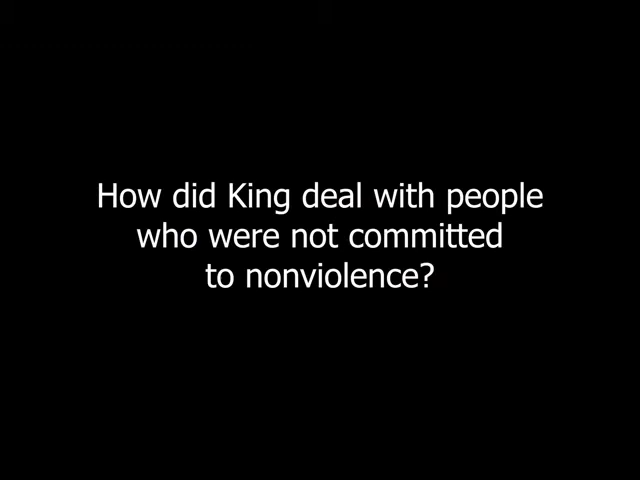 How did King deal with people
who were not committed
to nonviolence?